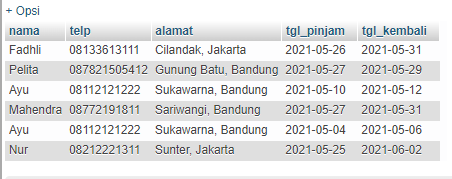 + Opsi
nama telp alamat tgl_pinjam tgl_kembali
Fadhli 08133613111 Cilandak, Jakarta 2021-05-26 2021-05-31
Pelita 087821505412 Gunung Batu, Bandung 2021-05-27 2021-05-29
Ayu 08112121222 Sukawarna, Bandung 2021-05-10 2021-05-12
Mahendra 08772191811 Sariwangi, Bandung 2021-05-27 2021-05-31
Ayu 08112121222 Sukawarna, Bandung 2021-05-04 2021-05-06
Nur 08212221311 Sunter, Jakarta 2021-05-25 2021-06-02